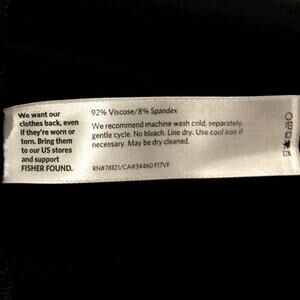 We want our
clothes back, even
if they're worn or
torn. Bring them
to our US stores
and support
FISHER FOUND.
92% Viscose/8% Spandex
We recommend machine wash cold, separately,
gentle cycle. No bleach. Line dry. Use cool iron if
necessary. May be dry cleaned.
RN#78121/CA#34460 F17VF